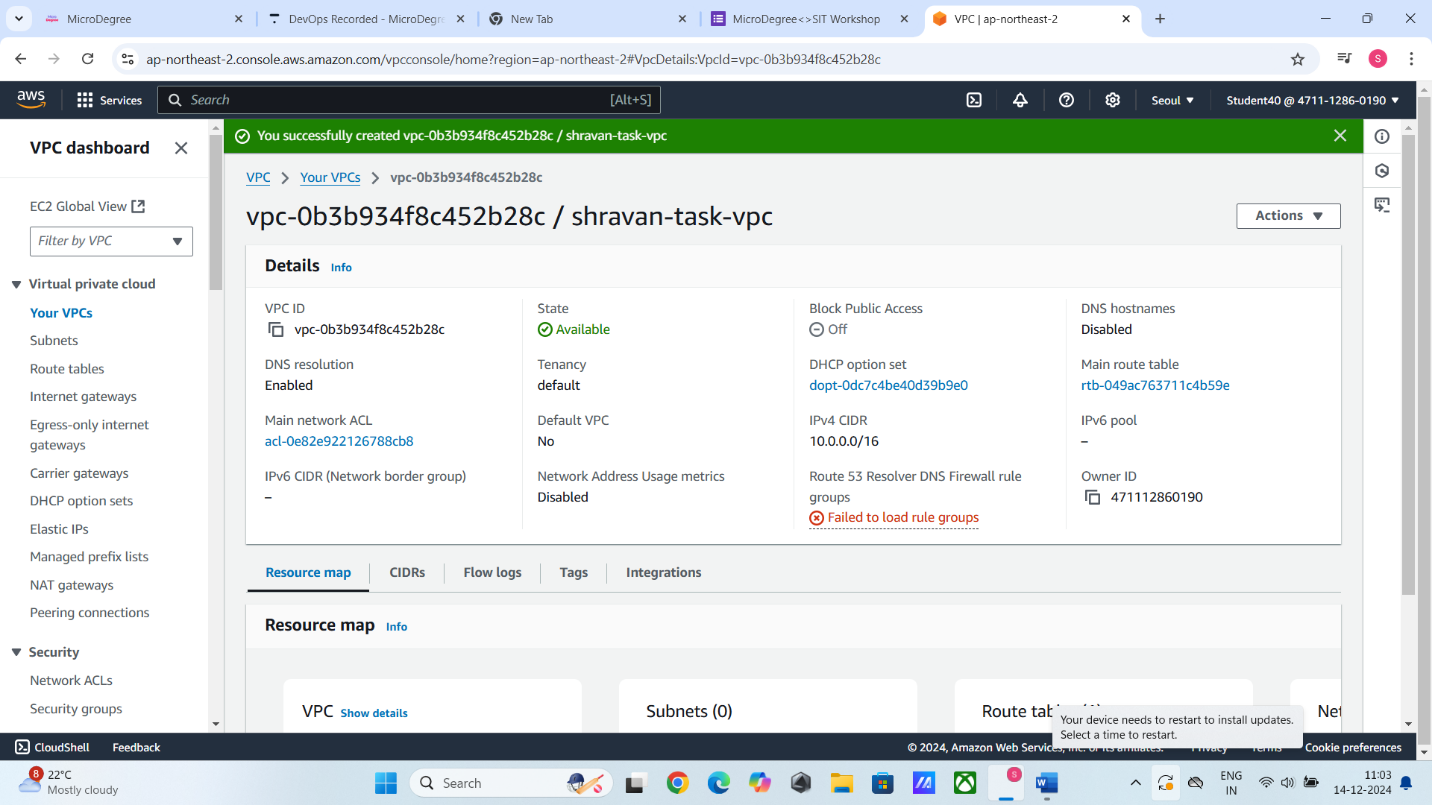 MicroDegree
DevOps Recorded - MicroDegre
New Tab
MicroDegree<>SIT Workshop
VPC | ap-northeast-2
ap-northeast-2.console.aws.amazon.com/vpcconsole/home?region=ap-northeast-2#VpcDetails:VpcId=vpc-0b3b934f8c452b28c
S
aws
Services
Search
[Alt+S]
Seoul
Student40 @ 4711-1286-0190
VPC dashboard
EC2 Global View
Filter by VPC
Virtual private cloud
Your VPCs
Subnets
Route tables
Internet gateways
Egress-only internet
gateways
Carrier gateways
DHCP option sets
Elastic IPs
Managed prefix lists
NAT gateways
Peering connections
Security
Network ACLs
Security groups
You successfully created vpc-0b3b934f8c452b28c / shravan-task-vpc
VPC > Your VPCs > vpc-0b3b934f8c452b28c
vpc-0b3b934f8c452b28c / shravan-task-vpc
Actions
Details Info
VPC ID
vpc-0b3b934f8c452b28c
State
Available
Block Public Access
Off
DNS hostnames
Disabled
DNS resolution
Enabled
Tenancy
default
DHCP option set
dopt-0dc7c4be40d39b9e0
Main route table
rtb-049ac763711c4b59e
Main network ACL
acl-0e82e922126788cb8
Default VPC
No
IPv4 CIDR
10.0.0.0/16
IPv6 pool
–
IPv6 CIDR (Network border group)
–
Network Address Usage metrics
Disabled
Route 53 Resolver DNS Firewall rule
groups
Failed to load rule groups
Owner ID
471112860190
Resource map
CIDRs
Flow logs
Tags
Integrations
Resource map Info
VPC Show details
Subnets (0)
Route tab
Net
Your device needs to restart to install updates.
Select a time to restart.
CloudShell
Feedback
© 2024, Amazon Web Services, Inc. or its affiliates.
Privacy
Terms
Cookie preferences
8
22°C
Mostly cloudy
Search
S
ENG
IN
11:03
14-12-2024